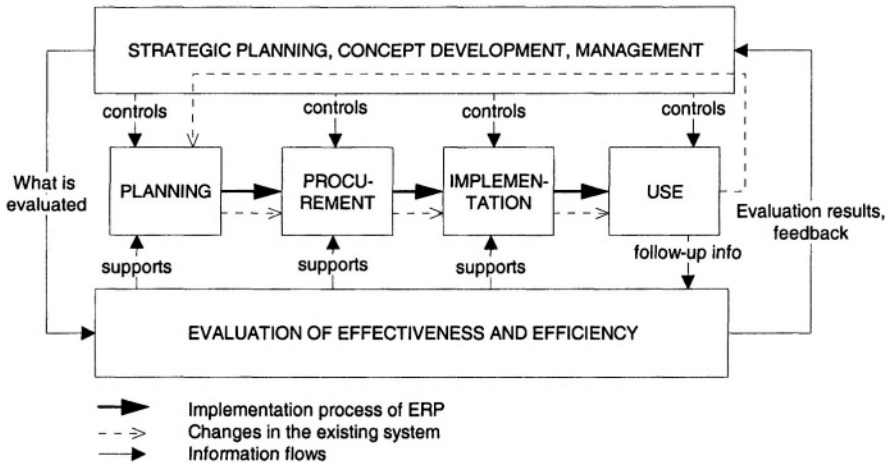 STRATEGIC PLANNING, CONCEPT DEVELOPMENT, MANAGEMENT
controls
controls
controls
controls
What is
evaluated
PLANNING
PROCU-
REMENT
IMPLEMEN-
TATION
USE
Evaluation results,
feedback
supports
supports
supports
follow-up info
EVALUATION OF EFFECTIVENESS AND EFFICIENCY
Implementation process of ERP
Changes in the existing system
Information flows